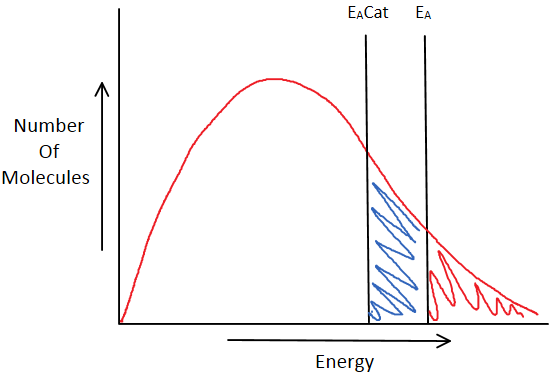 EACat EA
Number
Of
Molecules
Energy